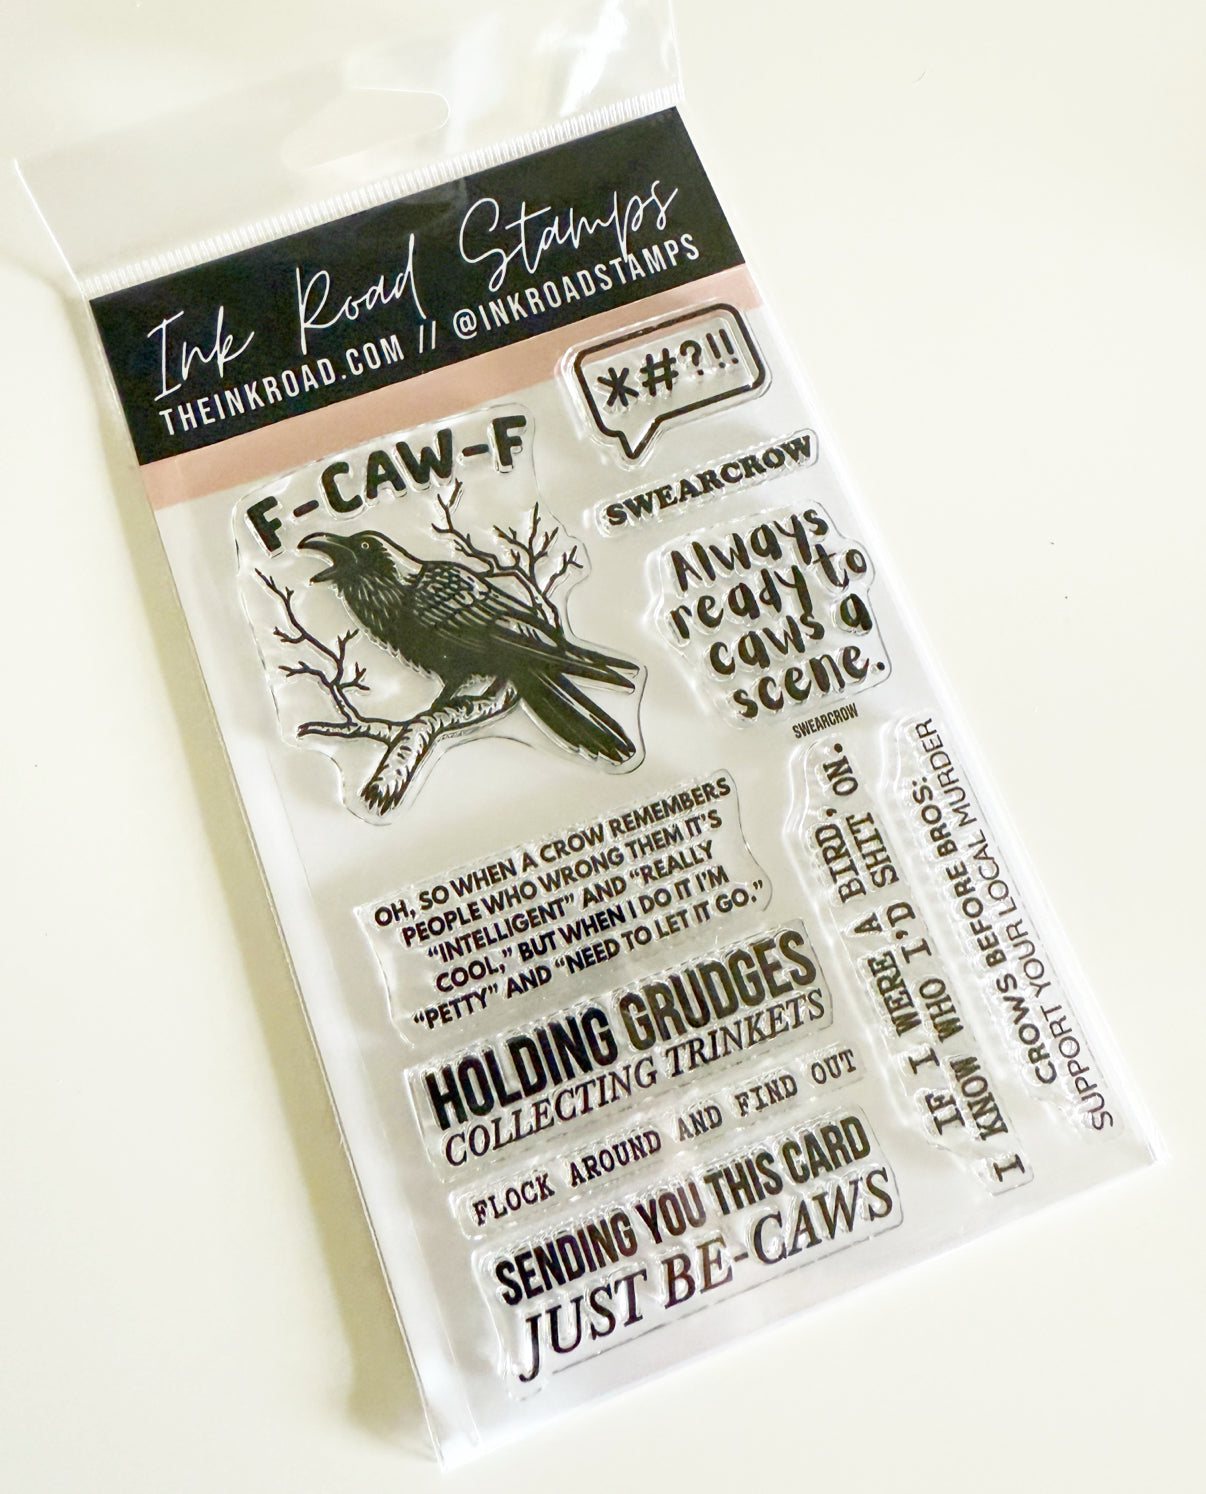 Ink Road Stamps
THEINKROAD.COM // @INKROADSTAMPS
*#?!!
F-CAW-F
SWEARCROW
Always
ready to
caws a
scene.
SWEARCROW
OH, SO WHEN A CROW REMEMBERS
PEOPLE WHO WRONG THEM IT'S
"INTELLIGENT" AND "REALLY
COOL," BUT WHEN I DO IT I'M
"PETTY" AND "NEED TO LET IT GO."
HOLDING GRUDGES
COLLECTING TRINKETS
FLOCK AROUND AND FIND OUT
SENDING YOU THIS CARD
JUST BE-CAWS
IF I WERE A BIRD,
I KNOW WHO I'D SHIT ON.
CROWS BEFORE BROS.
SUPPORT YOUR LOCAL MURDER